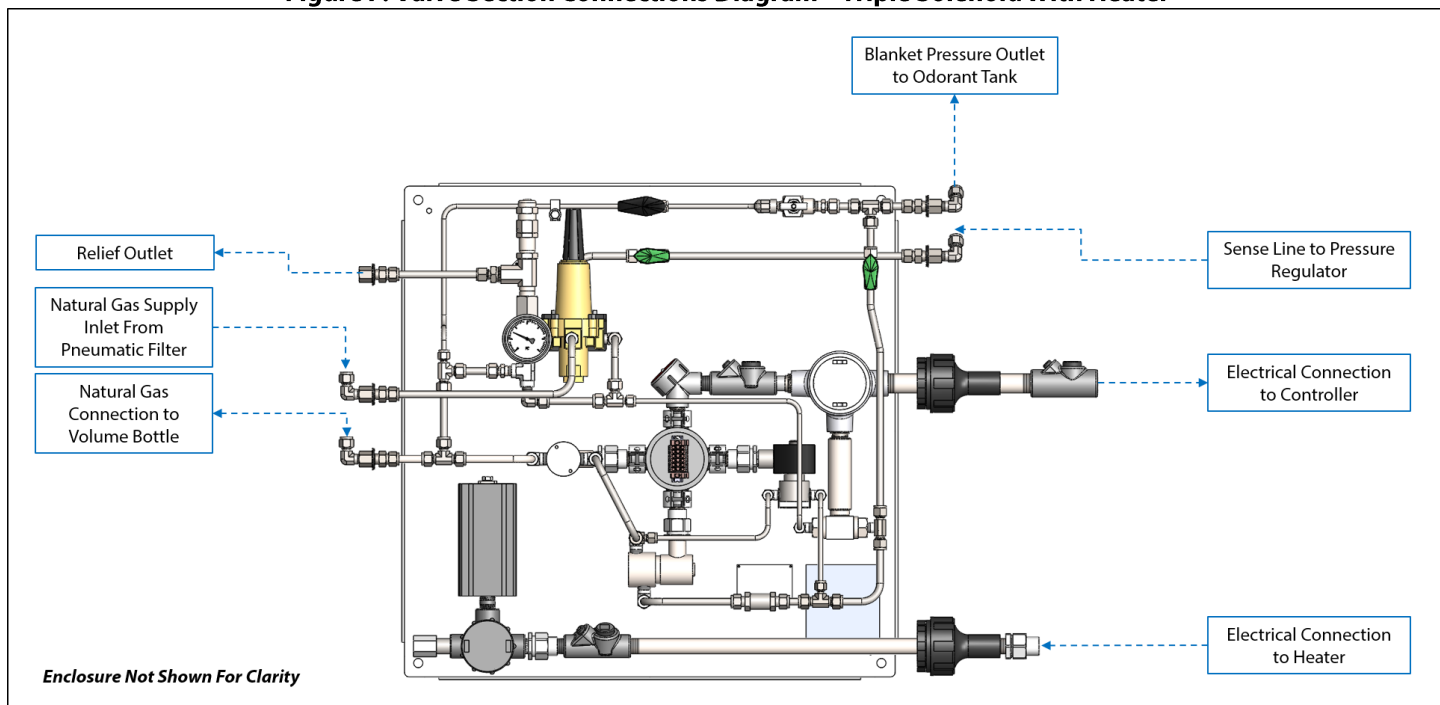 Blanket Pressure Outlet
to Odorant Tank
Relief Outlet
Sense Line to Pressure
Regulator
Natural Gas Supply
Inlet From
Pneumatic Filter
Natural Gas
Connection to
Volume Bottle
Electrical Connection
to Controller
Electrical Connection
to Heater
Enclosure Not Shown For Clarity